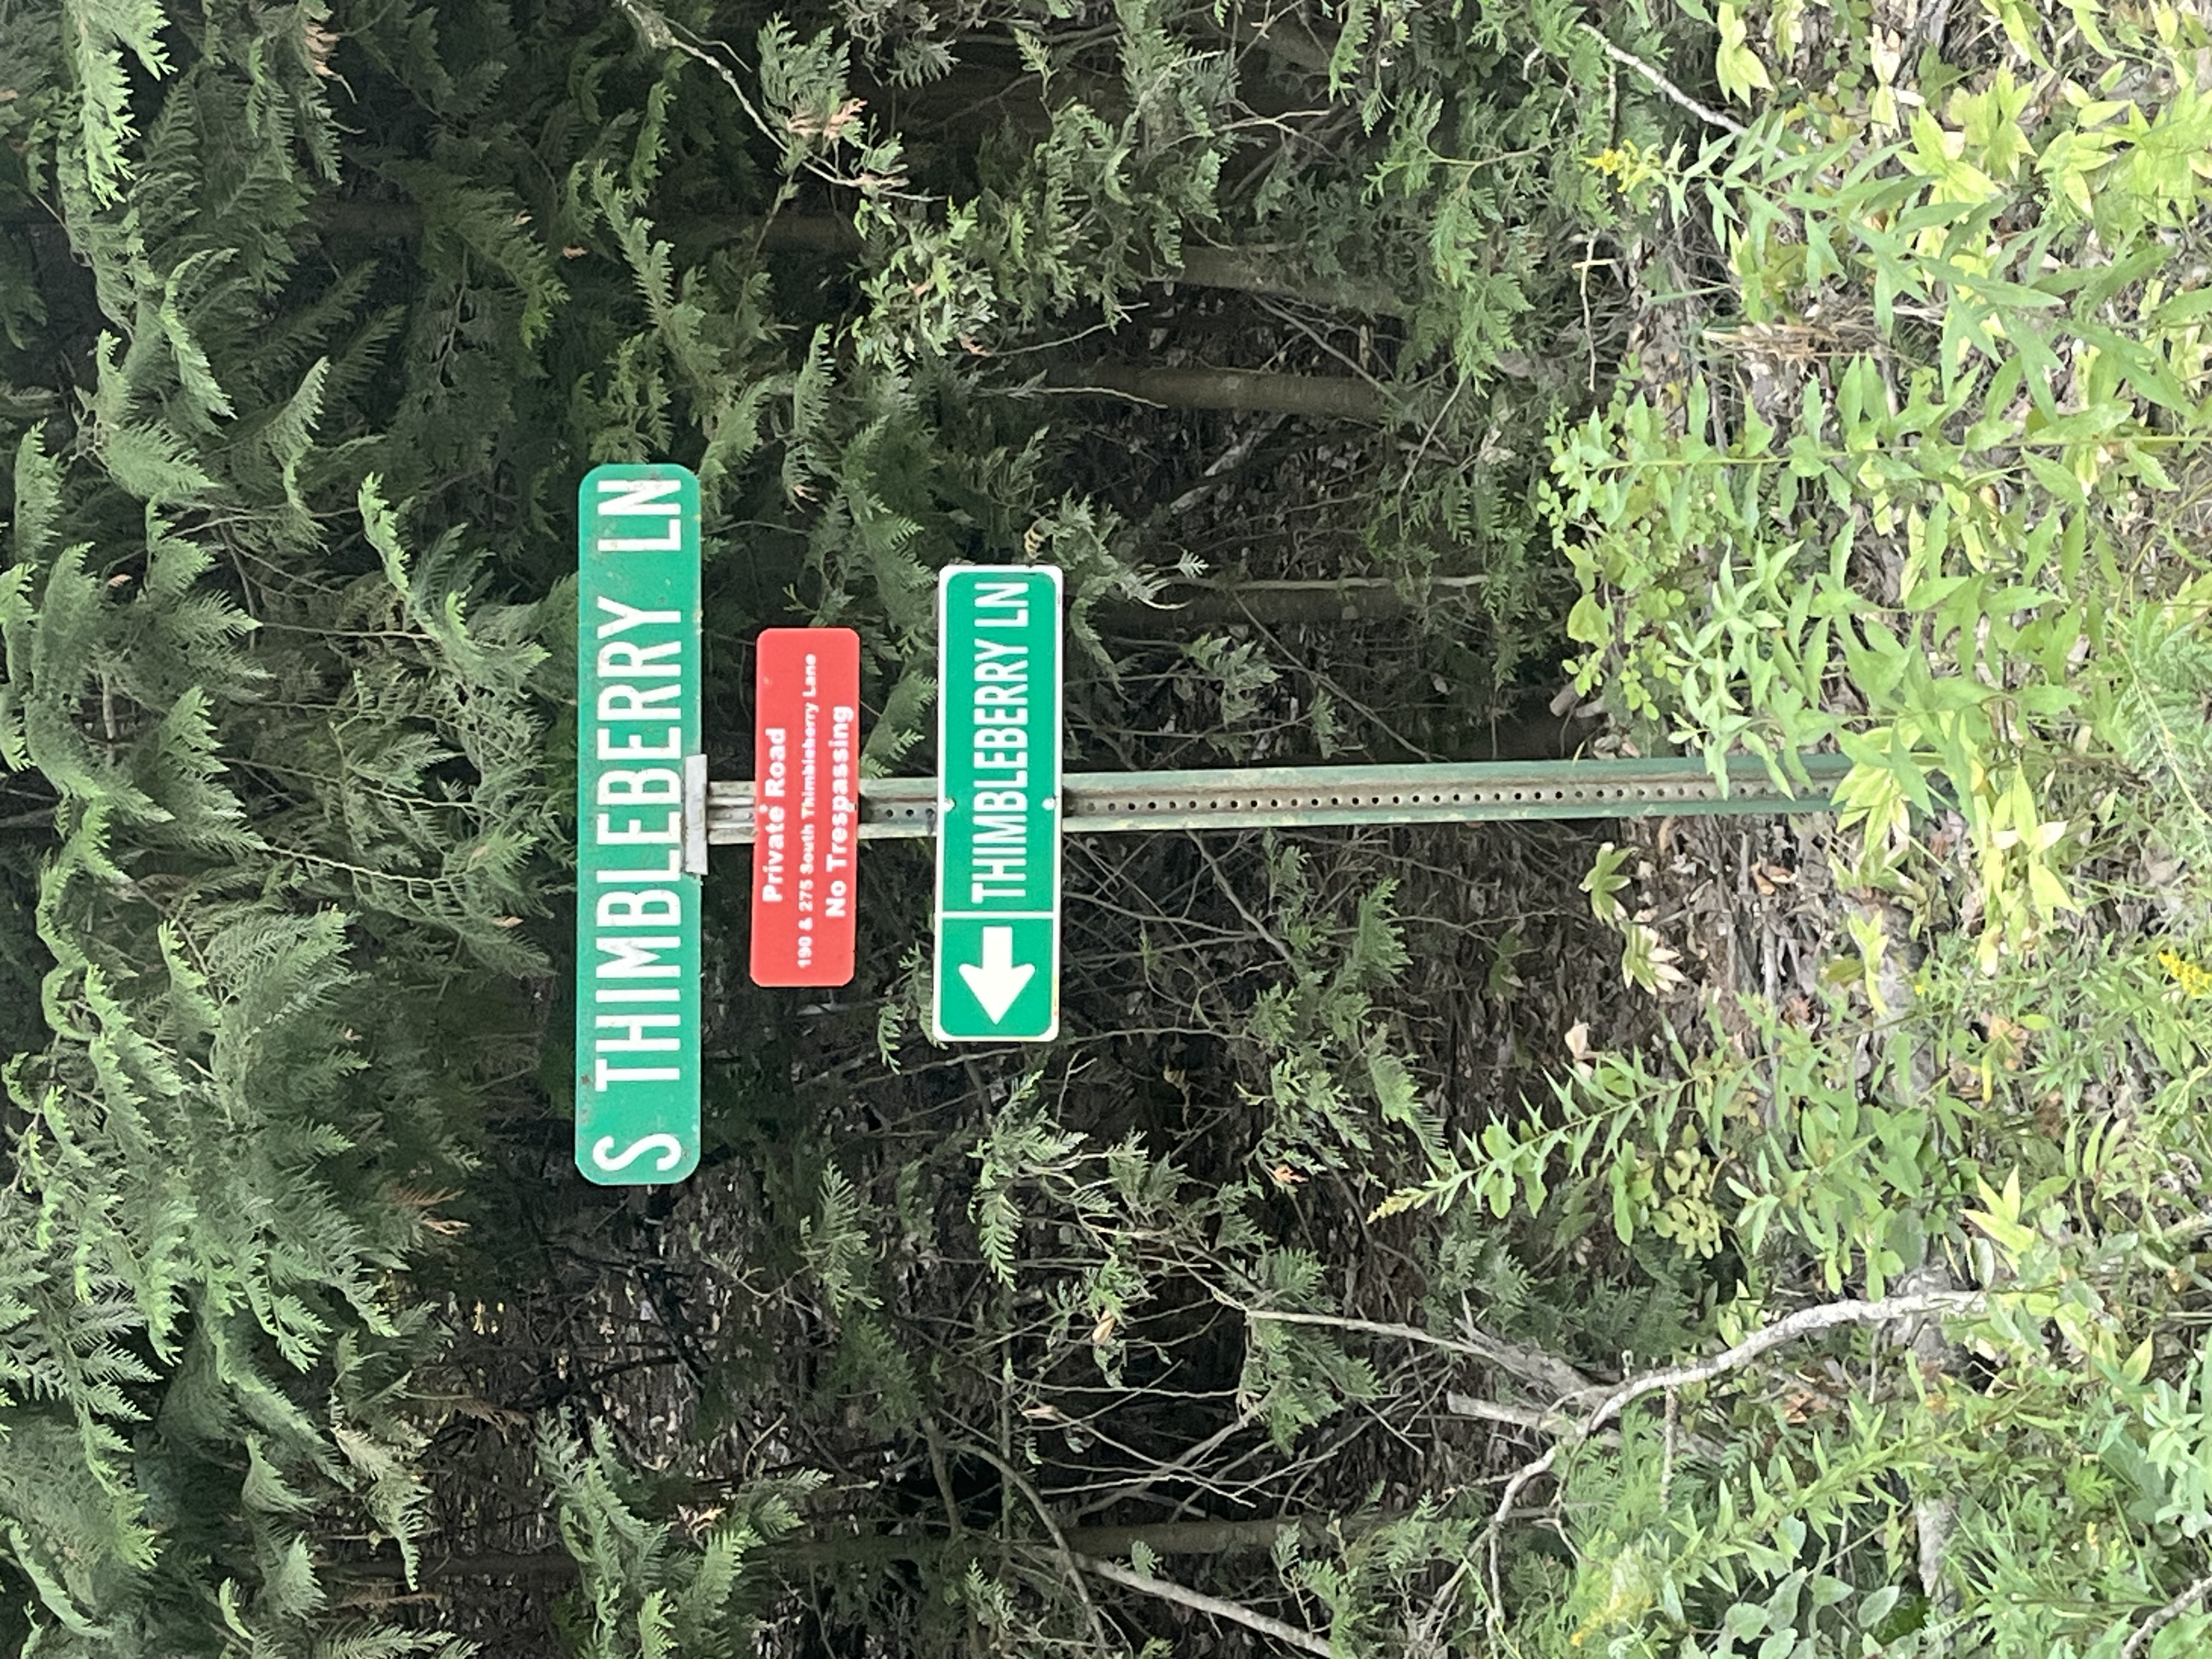 S THIMBLEBERRY LN
Private Road
190 & 275 South Thimbleberry Lane
No Trespassing
THIMBLEBERRY LN